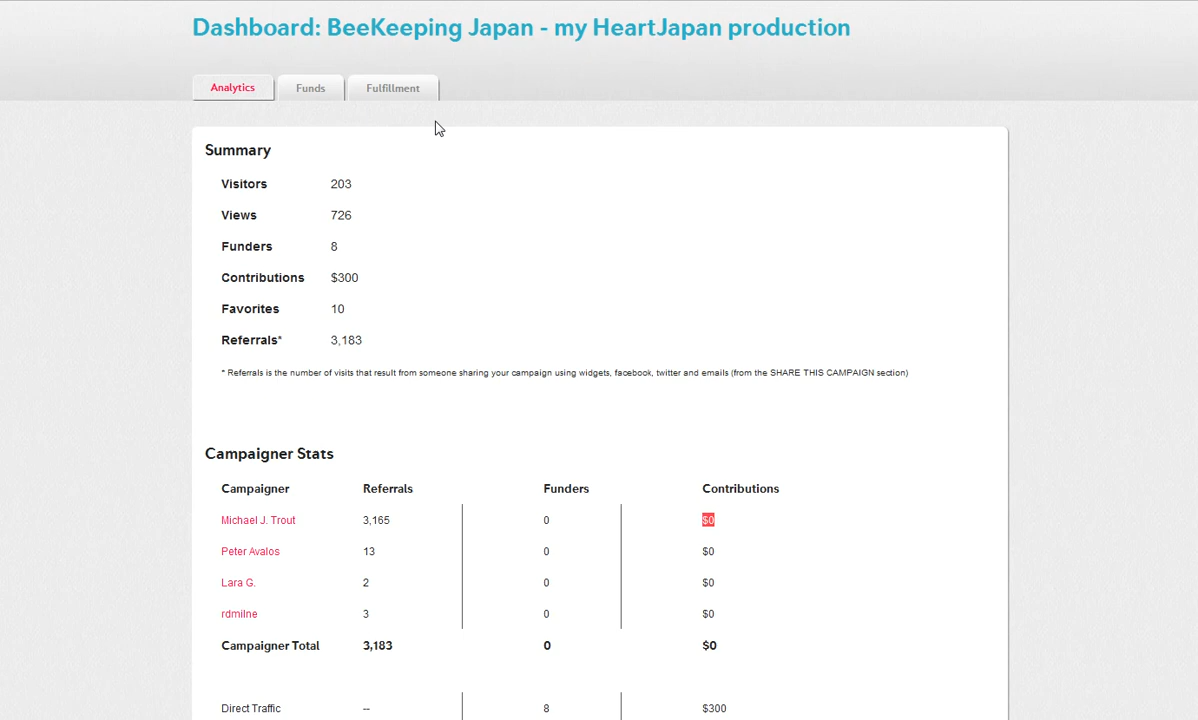 Dashboard: BeeKeeping Japan - my HeartJapan production
Analytics Funds Fulfillment
Summary
Visitors 203
Views 726
Funders 8
Contributions $300
Favorites 10
Referrals* 3,183
* Referrals is the number of visits that result from someone sharing your campaign using widgets, facebook, twitter and emails (from the SHARE THIS CAMPAIGN section)
Campaigner Stats
Campaigner Referrals Funders Contributions
Michael J. Trout 3,165 0 $0
Peter Avalos 13 0 $0
Lara G. 2 0 $0
rdmilne 3 0 $0
Campaigner Total 3,183 0 $0
Direct Traffic -- 8 $300